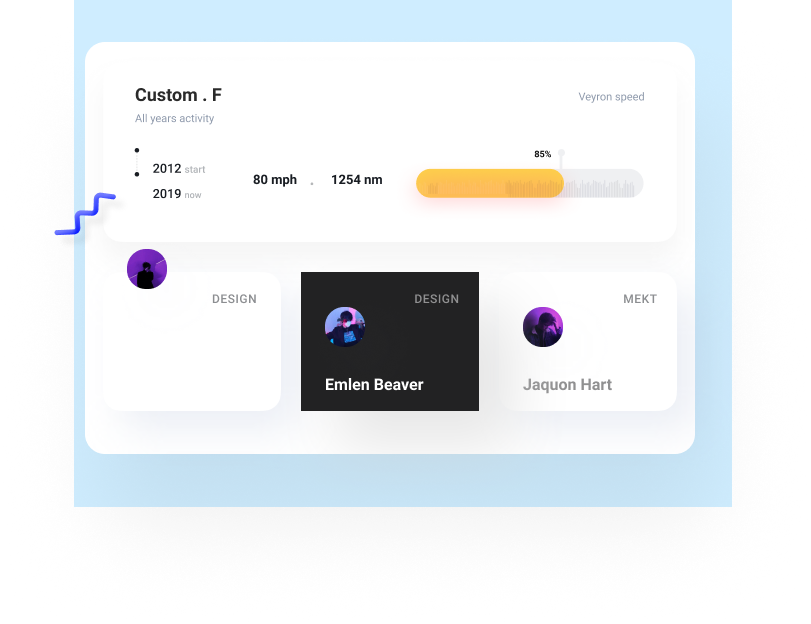 Custom . F
Veyron speed
All years activity
85%
2012 start
80 mph . 1254 nm
2019 now
DESIGN
DESIGN
MEKT
Emlen Beaver
Jaquon Hart